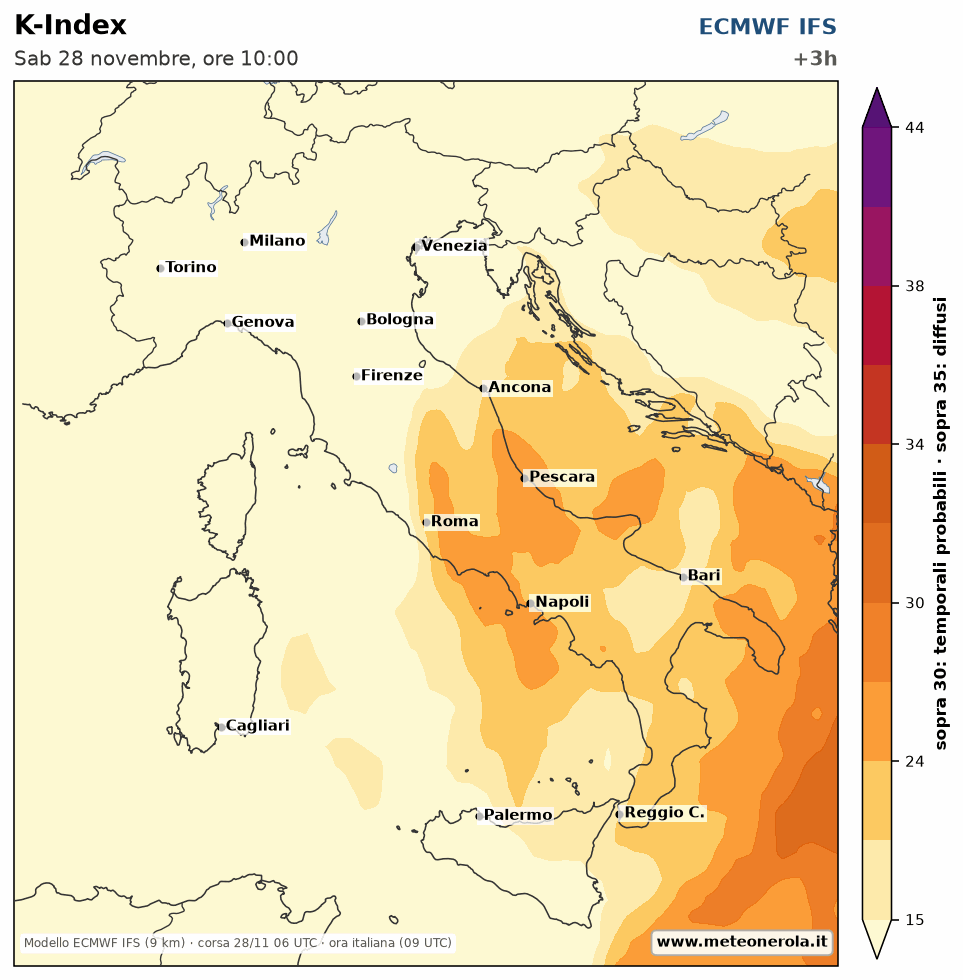 K-Index
ECMWF IFS
Sab 28 novembre, ore 10:00
+3h
44
Milano
Venezia
Torino
38
Genova
Bologna
Firenze
Ancona
34
Pescara
Roma
Bari
30
Napoli
Cagliari
24
Palermo
Reggio C.
15
sopra 30: temporali probabili · sopra 35: diffusi
Modello ECMWF IFS (9 km) · corsa 28/11 06 UTC · ora italiana (09 UTC)
www.meteonerola.it